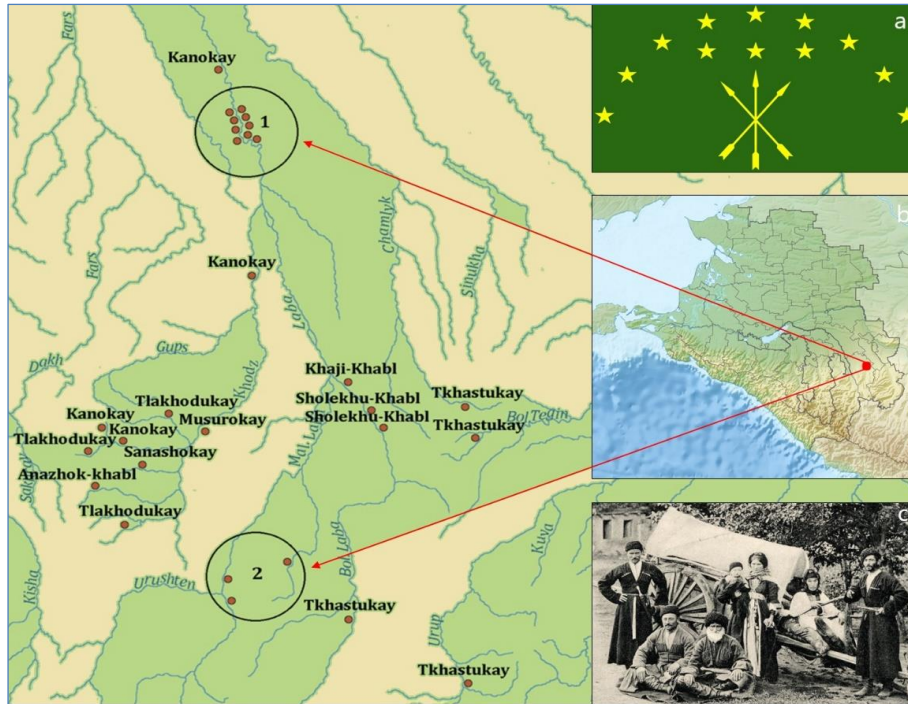 Fars
Kanokay
1
a
b
Fars
Chamlyk
Sinukha
Kanokay
Laba
Dakh
Gups
Khodz
Khaji-Khabl
Tlakhodukay
Sholekhu-Khabl
Tkhastukay
Kanokay
Musurokay
Sholekhu-Khabl
Bol.Tegin
Tlakhodukay
Kanokay
Tkhastukay
Mal. Laba
Sanashokay
Anazhok-khabl
Tlakhodukay
c
Kisha
Urushten
2
Bol. Laba
Kuva
Tkhastukay
Urup
Tkhastukay